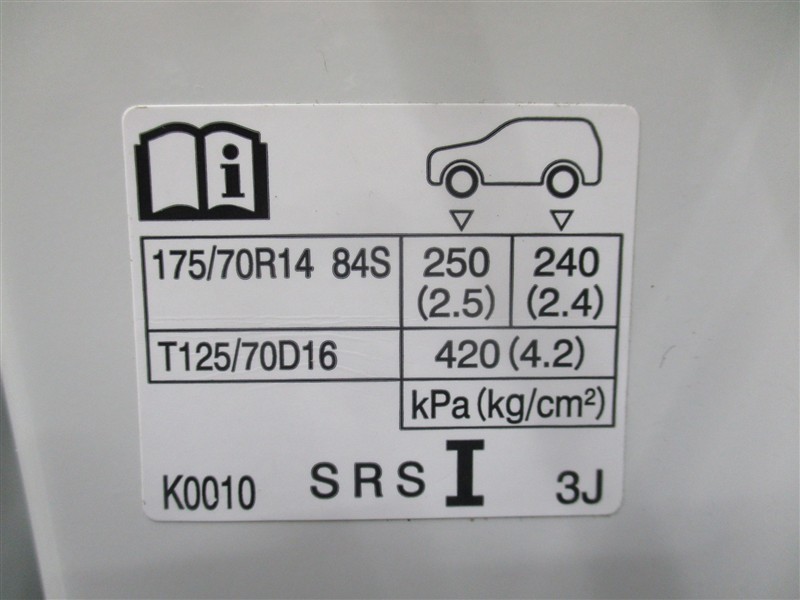 175/70R14 84S 250 240
(2.5) (2.4)
T125/70D16 420(4.2)
kPa(kg/cm²)
K0010 SRS I 3J